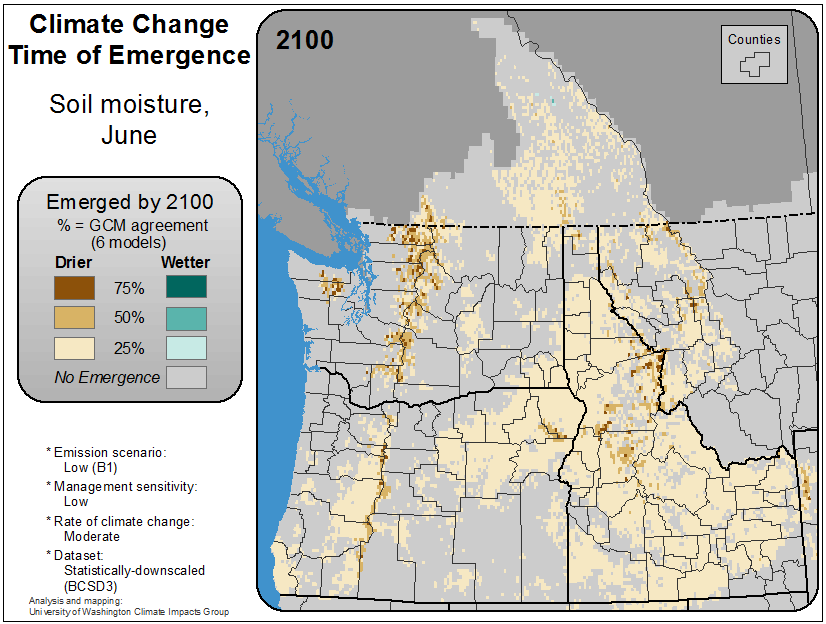 Climate Change
Time of Emergence
Soil moisture,
June
Emerged by 2100
% = GCM agreement
(6 models)
Drier Wetter
75%
50%
25%
No Emergence
* Emission scenario:
Low (B1)
* Management sensitivity:
Low
* Rate of climate change:
Moderate
* Dataset:
Statistically-downscaled
(BCSD3)
Analysis and mapping:
University of Washington Climate Impacts Group
2100
Counties